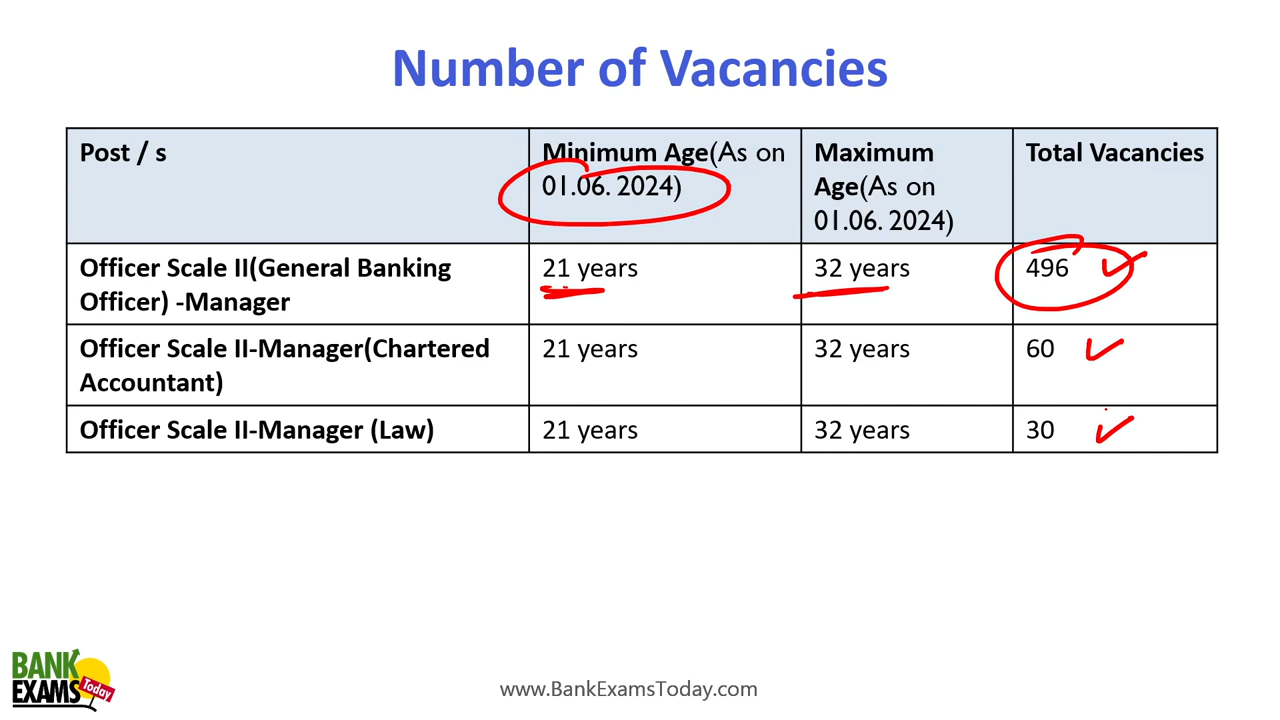 Number of Vacancies
Post / s
Minimum Age(As on
01.06. 2024)
Maximum
Age(As on
01.06. 2024)
Total Vacancies
Officer Scale II(General Banking
Officer) -Manager
21 years
32 years
496
Officer Scale II-Manager(Chartered
Accountant)
21 years
32 years
60
Officer Scale II-Manager (Law)
21 years
32 years
30
BANK
EXAMS
Today
www.BankExamsToday.com